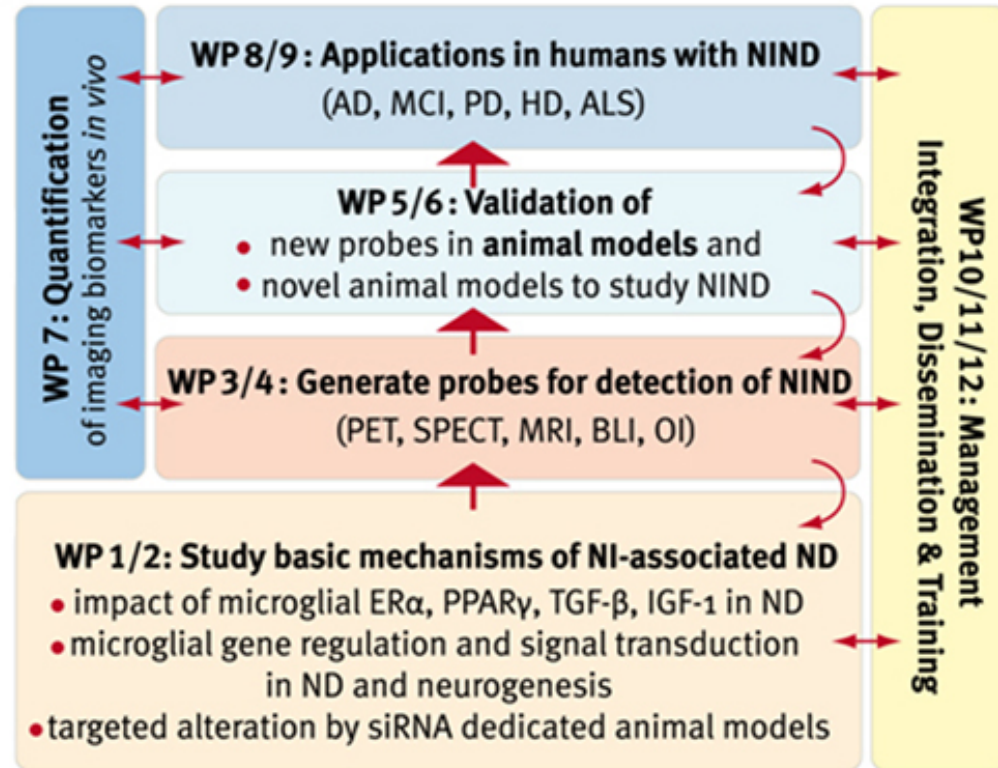 WP 7: Quantification
of imaging biomarkers in vivo
WP 8/9: Applications in humans with NIND
(AD, MCI, PD, HD, ALS)
WP 5/6: Validation of
• new probes in animal models and
• novel animal models to study NIND
WP 3/4: Generate probes for detection of NIND
(PET, SPECT, MRI, BLI, OI)
WP 1/2: Study basic mechanisms of NI-associated ND
• impact of microglial ERα, PPARγ, TGF-β, IGF-1 in ND
• microglial gene regulation and signal transduction
in ND and neurogenesis
• targeted alteration by siRNA dedicated animal models
WP10/11/12: Management
Integration, Dissemination & Training